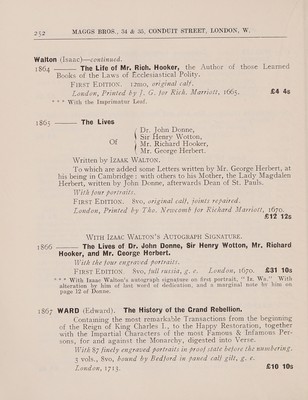 252
MAGGS BROS., 34 & 35, CONDUIT STREET, LONDON, W.
Walton (Isaac)—continued.
1864 ——— The Life of Mr. Rich. Hooker, the Author of those Learned
Books of the Laws of Ecclesiastical Polity.
FIRST EDITION. 12mo, original calf.
London, Printed by J. G. for Rich. Marriott, 1665. £4 4s
* * * With the Imprimatur Leaf.
1865 ——— The Lives
Of { Dr. John Donne,
Sir Henry Wotton,
Mr. Richard Hooker,
Mr. George Herbert.
Written by IZAAK WALTON.
To which are added some Letters written by Mr. George Herbert, at
his being in Cambridge: with others to his Mother, the Lady Magdalen
Herbert, written by John Donne, afterwards Dean of St. Pauls.
With four portraits.
FIRST EDITION. 8vo, original calf, joints repaired.
London, Printed by Tho. Newcomb for Richard Marriott, 1670.
£12 12s
WITH IZAAK WALTON'S AUTOGRAPH SIGNATURE.
1866 ——— The Lives of Dr. John Donne, Sir Henry Wotton, Mr. Richard
Hooker, and Mr. George Herbert.
With the four engraved portraits.
FIRST EDITION. 8vo, full russia, g. e. London, 1670. £31 10s
* * * With Izaak Walton's autograph signature on first portrait, "Iz. Wa." With
alteration by him of last word of dedication, and a marginal note by him on
page 12 of Donne.
1867 WARD (Edward). The History of the Grand Rebellion.
Containing the most remarkable Transactions from the beginning
of the Reign of King Charles I., to the Happy Restoration, together
with the Impartial Characters of the most Famous & Infamous Per-
sons, for and against the Monarchy, digested into Verse.
With 87 finely engraved portraits in proof state before the numbering.
3 vols., 8vo, bound by Bedford in paned calf gilt, g. e.
London, 1713. £10 10s